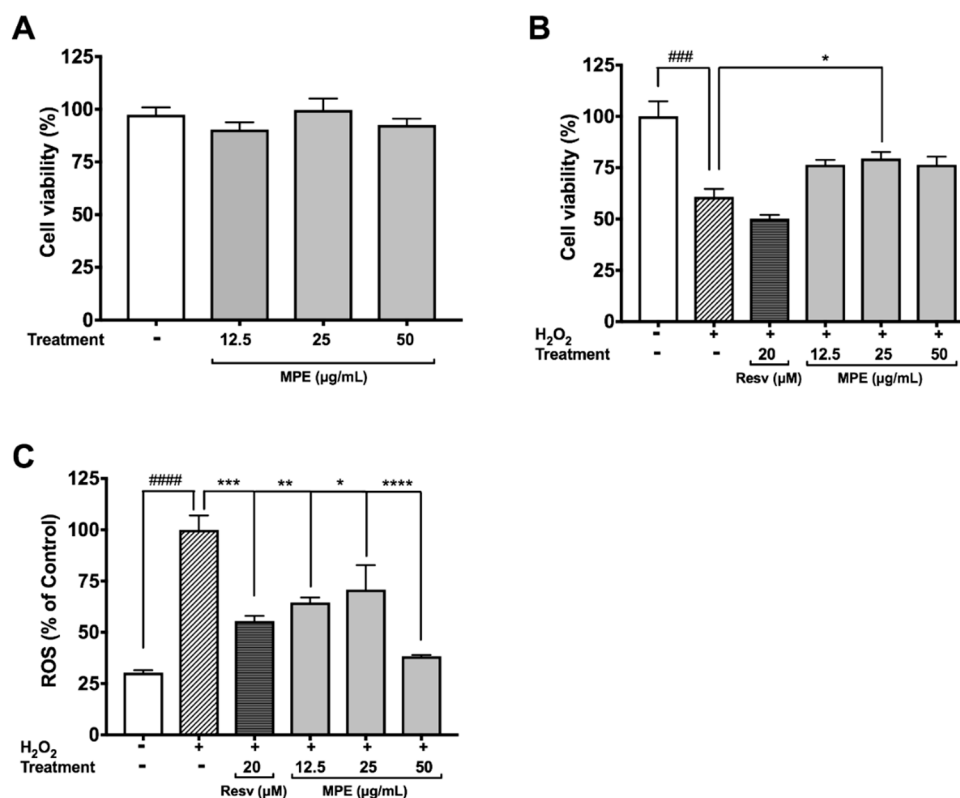 A
125
100
75
50
25
0
Cell viability (%)
Treatment - 12.5 25 50
MPE (µg/mL)
B
### *
125
100
75
50
25
0
Cell viability (%)
H₂O₂ - + + + + +
Treatment - - 20 12.5 25 50
Resv (µM) MPE (µg/mL)
C
#### *** ** * ****
125
100
75
50
25
0
ROS (% of Control)
H₂O₂ - + + + + +
Treatment - - 20 12.5 25 50
Resv (µM) MPE (µg/mL)